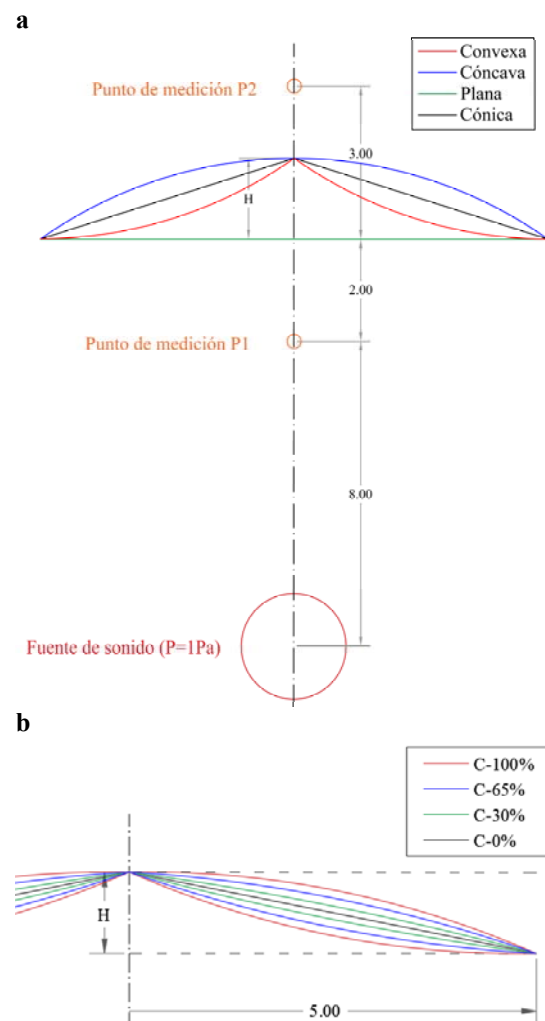 a
Convexa
Cóncava
Plana
Cónica
Punto de medición P2
3.00
H
2.00
Punto de medición P1
8.00
Fuente de sonido (P=1Pa)
b
C-100%
C-65%
C-30%
C-0%
H
5.00